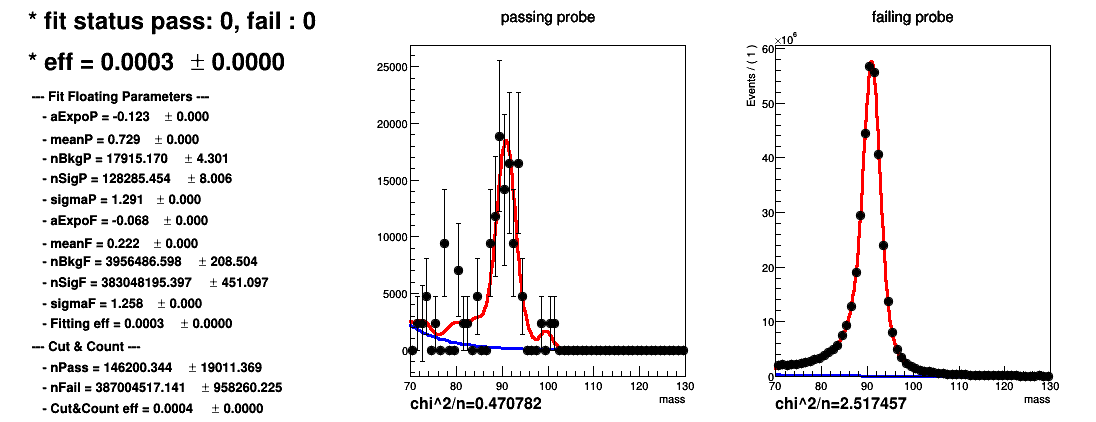 * fit status pass: 0, fail : 0
* eff = 0.0003 ± 0.0000
--- Fit Floating Parameters ---
- aExpoP = -0.123 ± 0.000
- meanP = 0.729 ± 0.000
- nBkgP = 17915.170 ± 4.301
- nSigP = 128285.454 ± 8.006
- sigmaP = 1.291 ± 0.000
- aExpoF = -0.068 ± 0.000
- meanF = 0.222 ± 0.000
- nBkgF = 3956486.598 ± 208.504
- nSigF = 383048195.397 ± 451.097
- sigmaF = 1.258 ± 0.000
- Fitting eff = 0.0003 ± 0.0000
--- Cut & Count ---
- nPass = 146200.344 ± 19011.369
- nFail = 387004517.141 ± 958260.225
- Cut&Count eff = 0.0004 ± 0.0000
passing probe
25000
20000
15000
10000
5000
0
70 80 90 100 110 120 130
mass
chi^2/n=0.470782
failing probe
×10^6
Events / ( 1 )
60
50
40
30
20
10
0
70 80 90 100 110 120 130
mass
chi^2/n=2.517457